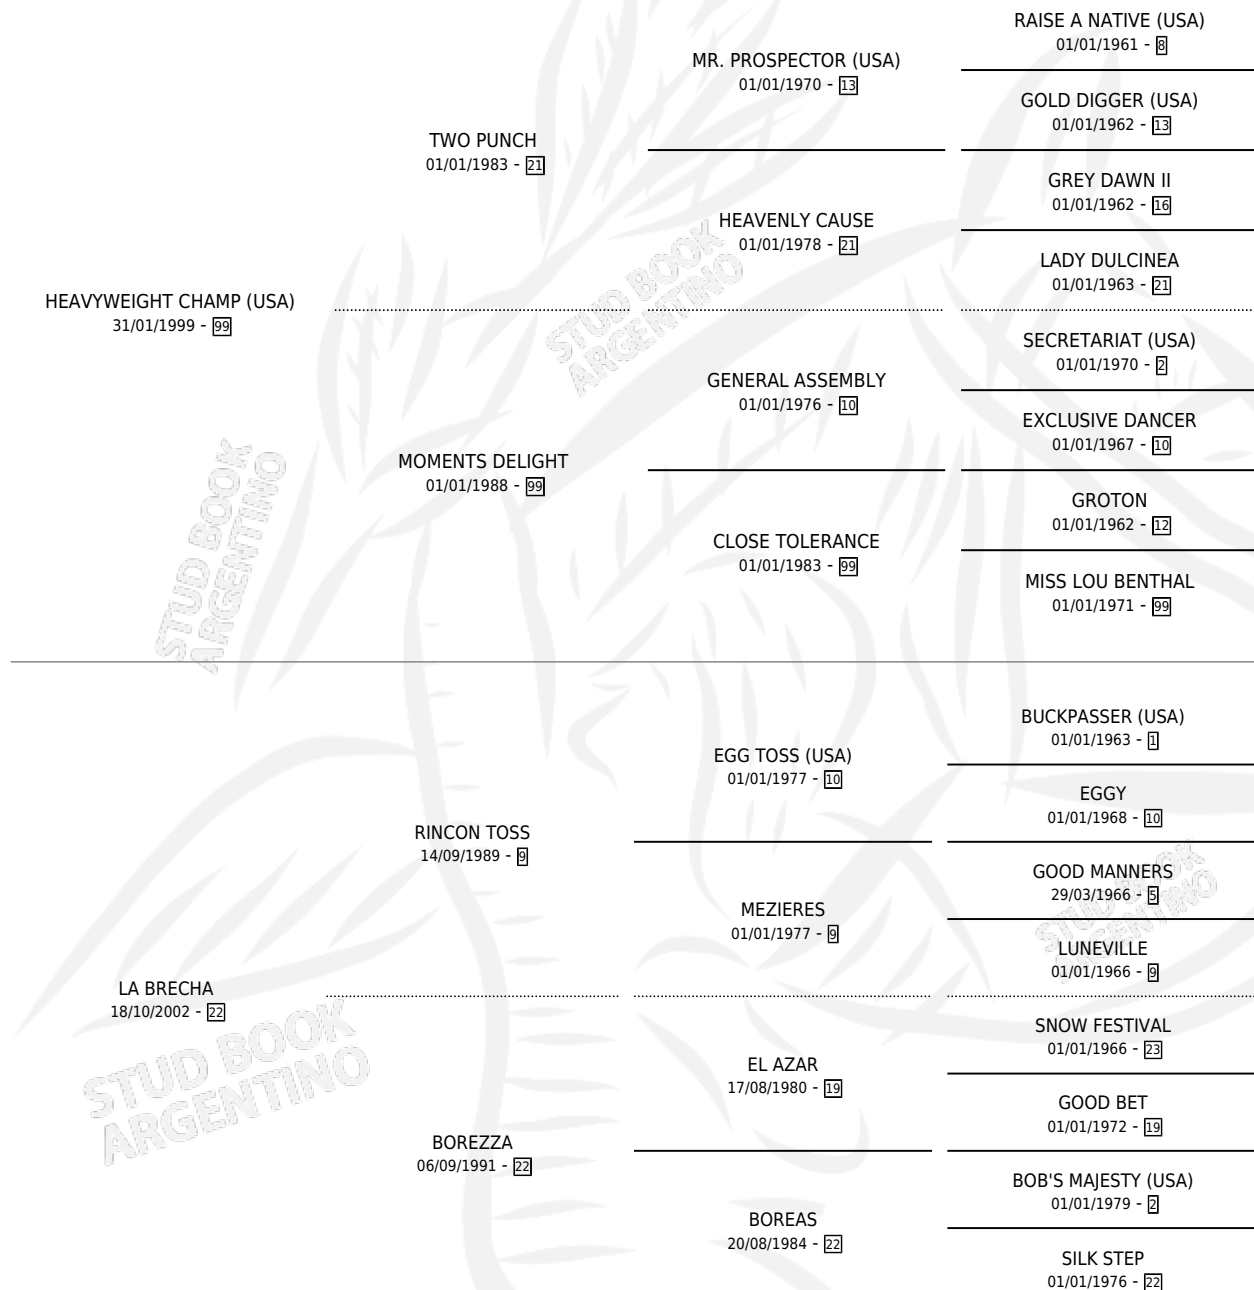 RAISE A NATIVE (USA)
01/01/1961 - 8
MR. PROSPECTOR (USA)
01/01/1970 - 13
GOLD DIGGER (USA)
01/01/1962 - 13
TWO PUNCH
01/01/1983 - 21
GREY DAWN II
01/01/1962 - 16
HEAVENLY CAUSE
01/01/1978 - 21
LADY DULCINEA
01/01/1963 - 21
HEAVYWEIGHT CHAMP (USA)
31/01/1999 - 99
STUD BOOK
ARGENTINO
SECRETARIAT (USA)
01/01/1970 - 2
GENERAL ASSEMBLY
01/01/1976 - 10
EXCLUSIVE DANCER
01/01/1967 - 10
MOMENTS DELIGHT
01/01/1988 - 99
GROTON
01/01/1962 - 12
CLOSE TOLERANCE
01/01/1983 - 99
MISS LOU BENTHAL
01/01/1971 - 99
STUD BOOK
ARGENTINO
BUCKPASSER (USA)
01/01/1963 - 1
EGG TOSS (USA)
01/01/1977 - 10
EGGY
01/01/1968 - 10
RINCON TOSS
14/09/1989 - 9
GOOD MANNERS
29/03/1966 - 5
MEZIERES
01/01/1977 - 9
LUNEVILLE
01/01/1966 - 9
STUD BOOK
ARGENTINO
LA BRECHA
18/10/2002 - 22
STUD BOOK
ARGENTINO
SNOW FESTIVAL
01/01/1966 - 23
EL AZAR
17/08/1980 - 19
GOOD BET
01/01/1972 - 19
BOREZZA
06/09/1991 - 22
BOB'S MAJESTY (USA)
01/01/1979 - 2
BOREAS
20/08/1984 - 22
SILK STEP
01/01/1976 - 22